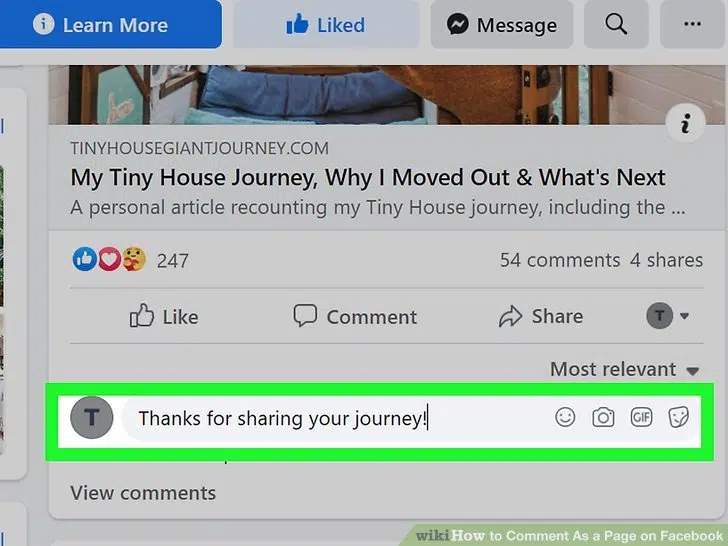 Learn More
Liked
Message
TINYHOUSEGIANTJOURNEY.COM
My Tiny House Journey, Why I Moved Out & What's Next
A personal article recounting my Tiny House journey, including the ...
247
54 comments 4 shares
Like
Comment
Share
T
Most relevant
T
Thanks for sharing your journey!
GIF
View comments
wikiHow to Comment As a Page on Facebook